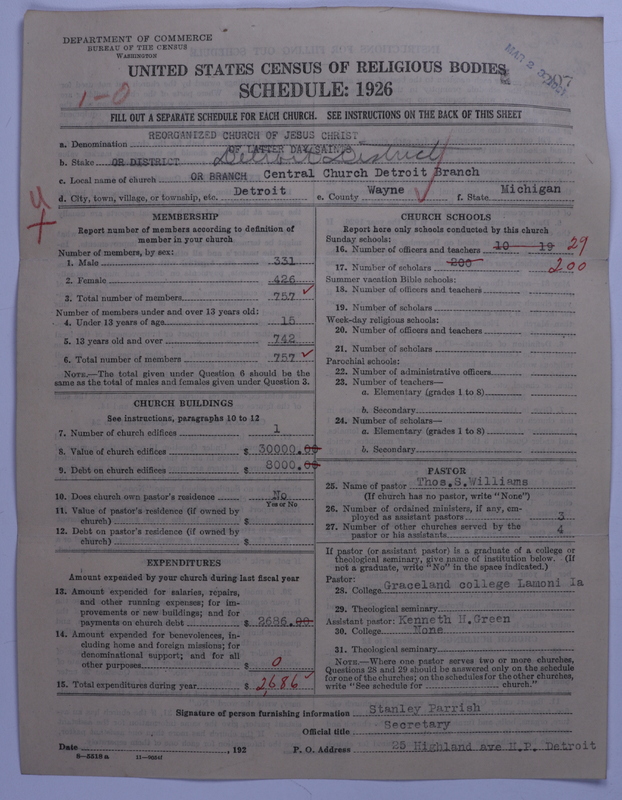 DEPARTMENT OF COMMERCE
BUREAU OF THE CENSUS
WASHINGTON
UNITED STATES CENSUS OF RELIGIOUS BODIES
SCHEDULE: 1926
1-0
FILL OUT A SEPARATE SCHEDULE FOR EACH CHURCH. SEE INSTRUCTIONS ON THE BACK OF THIS SHEET
REORGANIZED CHURCH OF JESUS CHRIST
a. Denomination OF LATTER DAY SAINTS
b. Stake OR DISTRICT Detroit District
c. Local name of church OR BRANCH Central Church Detroit Branch
d. City, town, village, or township, etc. Detroit e. County Wayne f. State Michigan
MEMBERSHIP
Report number of members according to definition of member in your church
Number of members, by sex:
1. Male 331
2. Female 426
3. Total number of members 757
Number of members under and over 13 years old:
4. Under 13 years of age 15
5. 13 years old and over 742
6. Total number of members 757
NOTE.—The total given under Question 6 should be the
same as the total of males and females given under Question 3.
CHURCH BUILDINGS
See instructions, paragraphs 10 to 12
7. Number of church edifices 1
8. Value of church edifices $ 30000.00
9. Debt on church edifices $ 8000.00
10. Does church own pastor's residence No
Yes or No
11. Value of pastor's residence (if owned by
church) $
12. Debt on pastor's residence (if owned by
church) $
EXPENDITURES
Amount expended by your church during last fiscal year
13. Amount expended for salaries, repairs,
and other running expenses; for im-
provements or new buildings; and for
payments on church debt $ 2686.00
14. Amount expended for benevolences, in-
cluding home and foreign missions; for
denominational support; and for all
other purposes $ 0
15. Total expenditures during year $ 2686
CHURCH SCHOOLS
Report here only schools conducted by this church
Sunday schools:
16. Number of officers and teachers 10 19 29
17. Number of scholars 200 200
Summer vacation Bible schools:
18. Number of officers and teachers
19. Number of scholars
Week-day religious schools:
20. Number of officers and teachers
21. Number of scholars
Parochial schools:
22. Number of administrative officers
23. Number of teachers—
a. Elementary (grades 1 to 8)
b. Secondary
24. Number of scholars—
a. Elementary (grades 1 to 8)
b. Secondary
PASTOR
25. Name of pastor Thos.S.Williams
(If church has no pastor, write "None")
26. Number of ordained ministers, if any, em-
ployed as assistant pastors 3
27. Number of other churches served by the
pastor or his assistants 4
If pastor (or assistant pastor) is a graduate of a college or
theological seminary, give name of institution below. (If
not a graduate, write "No" in the space indicated.)
Pastor:
28. College Graceland college Lamoni Ia
29. Theological seminary
Assistant pastor: Kenneth H.Green
30. College None
31. Theological seminary
NOTE.—Where one pastor serves two or more churches,
Questions 28 and 29 should be answered only on the schedule
for one of the churches; on the schedules for the other churches,
write "See schedule for church."
Signature of person furnishing information Stanley Parrish
Official title Secretary
Date , 192 P. O. Address 25 Highland ave H.P. Detroit
8-5518a